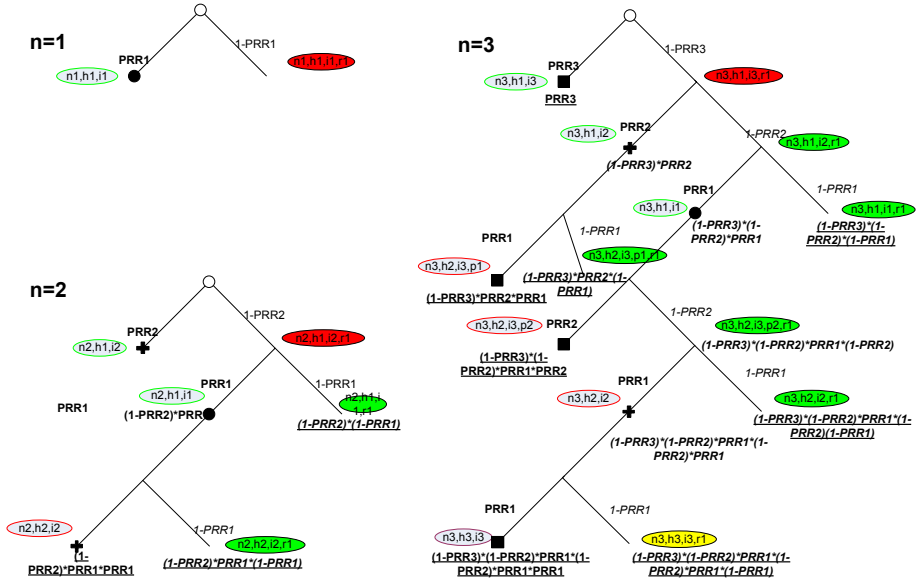 n=1
1-PRR1
PRR1
n1,h1,i1
n1,h1,i1,r1
n=2
1-PRR2
PRR2
n2,h1,i2
n2,h1,i2,r1
1-PRR1
PRR1
n2,h1,i1
n2,h1,i
1,r1
PRR1
(1-PRR2)*PRR
(1-PRR2)*(1-PRR1)
1-PRR1
n2,h2,i2
n2,h2,i2,r1
(1-
PRR2)*PRR1*PRR1
(1-PRR2)*PRR1*(1-PRR1)
n=3
1-PRR3
PRR3
n3,h1,i3
PRR3
n3,h1,i3,r1
PRR2
n3,h1,i2
(1-PRR3)*PRR2
1-PRR2
n3,h1,i2,r1
PRR1
n3,h1,i1
(1-PRR3)*(1-
PRR2)*PRR1
1-PRR1
n3,h1,i1,r1
(1-PRR3)*(1-
PRR2)*(1-PRR1)
PRR1
n3,h2,i3,p1
(1-PRR3)*PRR2*PRR1
1-PRR1
n3,h2,i3,p1,r1
(1-PRR3)*PRR2*(1-
PRR1)
n3,h2,i3,p2
PRR2
(1-PRR3)*(1-
PRR2)*PRR1*PRR2
1-PRR2
n3,h2,i3,p2,r1
(1-PRR3)*(1-PRR2)*PRR1*(1-PRR2)
PRR1
n3,h2,i2
(1-PRR3)*(1-PRR2)*PRR1*(1-
PRR2)*PRR1
1-PRR1
n3,h2,i2,r1
(1-PRR3)*(1-PRR2)*PRR1*(1-
PRR2)(1-PRR1)
PRR1
n3,h3,i3
(1-PRR3)*(1-PRR2)*PRR1*(1-
PRR2)*PRR1*PRR1
1-PRR1
n3,h3,i3,r1
(1-PRR3)*(1-PRR2)*PRR1*(1-
PRR2)*PRR1*(1-PRR1)